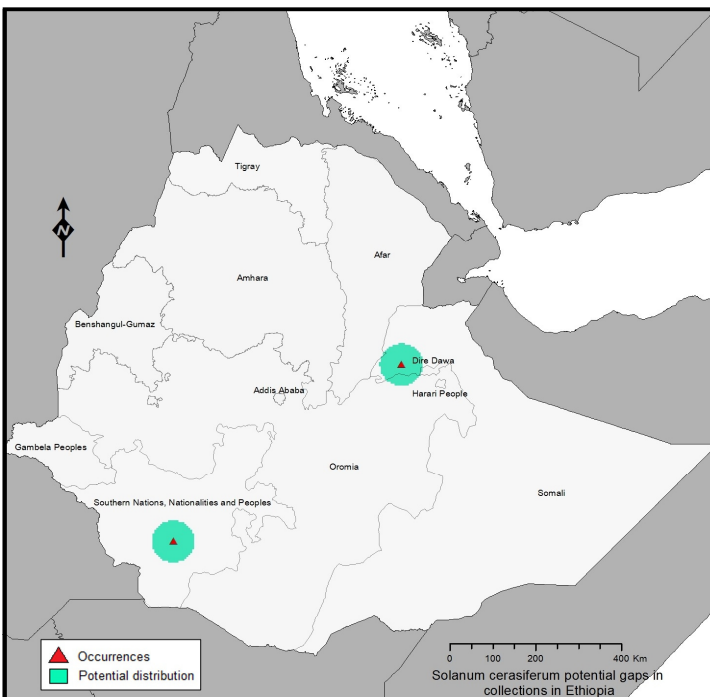 Tigray
Afar
Amhara
Benshangul-Gumaz
Dire Dawa
Addis Ababa
Harari People
Gambela Peoples
Oromia
Somali
Southern Nations, Nationalities and Peoples
N
Occurrences
Potential distribution
0 100 200 300 400 Km
Solanum cerasiferum potential gaps in
collections in Ethiopia